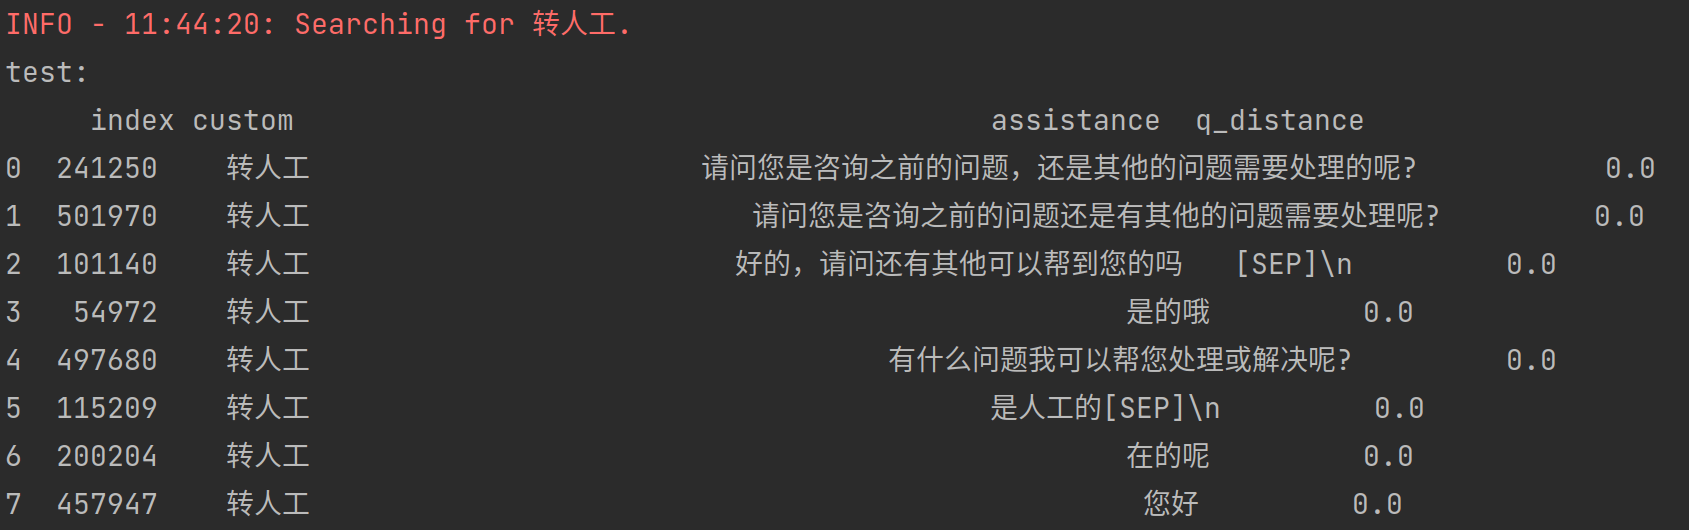 INFO - 11:44:20: Searching for 转人工.
test:
index custom assistance q_distance
0 241250 转人工 请问您是咨询之前的问题，还是其他的问题需要处理的呢? 0.0
1 501970 转人工 请问您是咨询之前的问题还是有其他的问题需要处理呢? 0.0
2 101140 转人工 好的，请问还有其他可以帮到您的吗 [SEP]\n 0.0
3 54972 转人工 是的哦 0.0
4 497680 转人工 有什么问题我可以帮您处理或解决呢? 0.0
5 115209 转人工 是人工的[SEP]\n 0.0
6 200204 转人工 在的呢 0.0
7 457947 转人工 您好 0.0